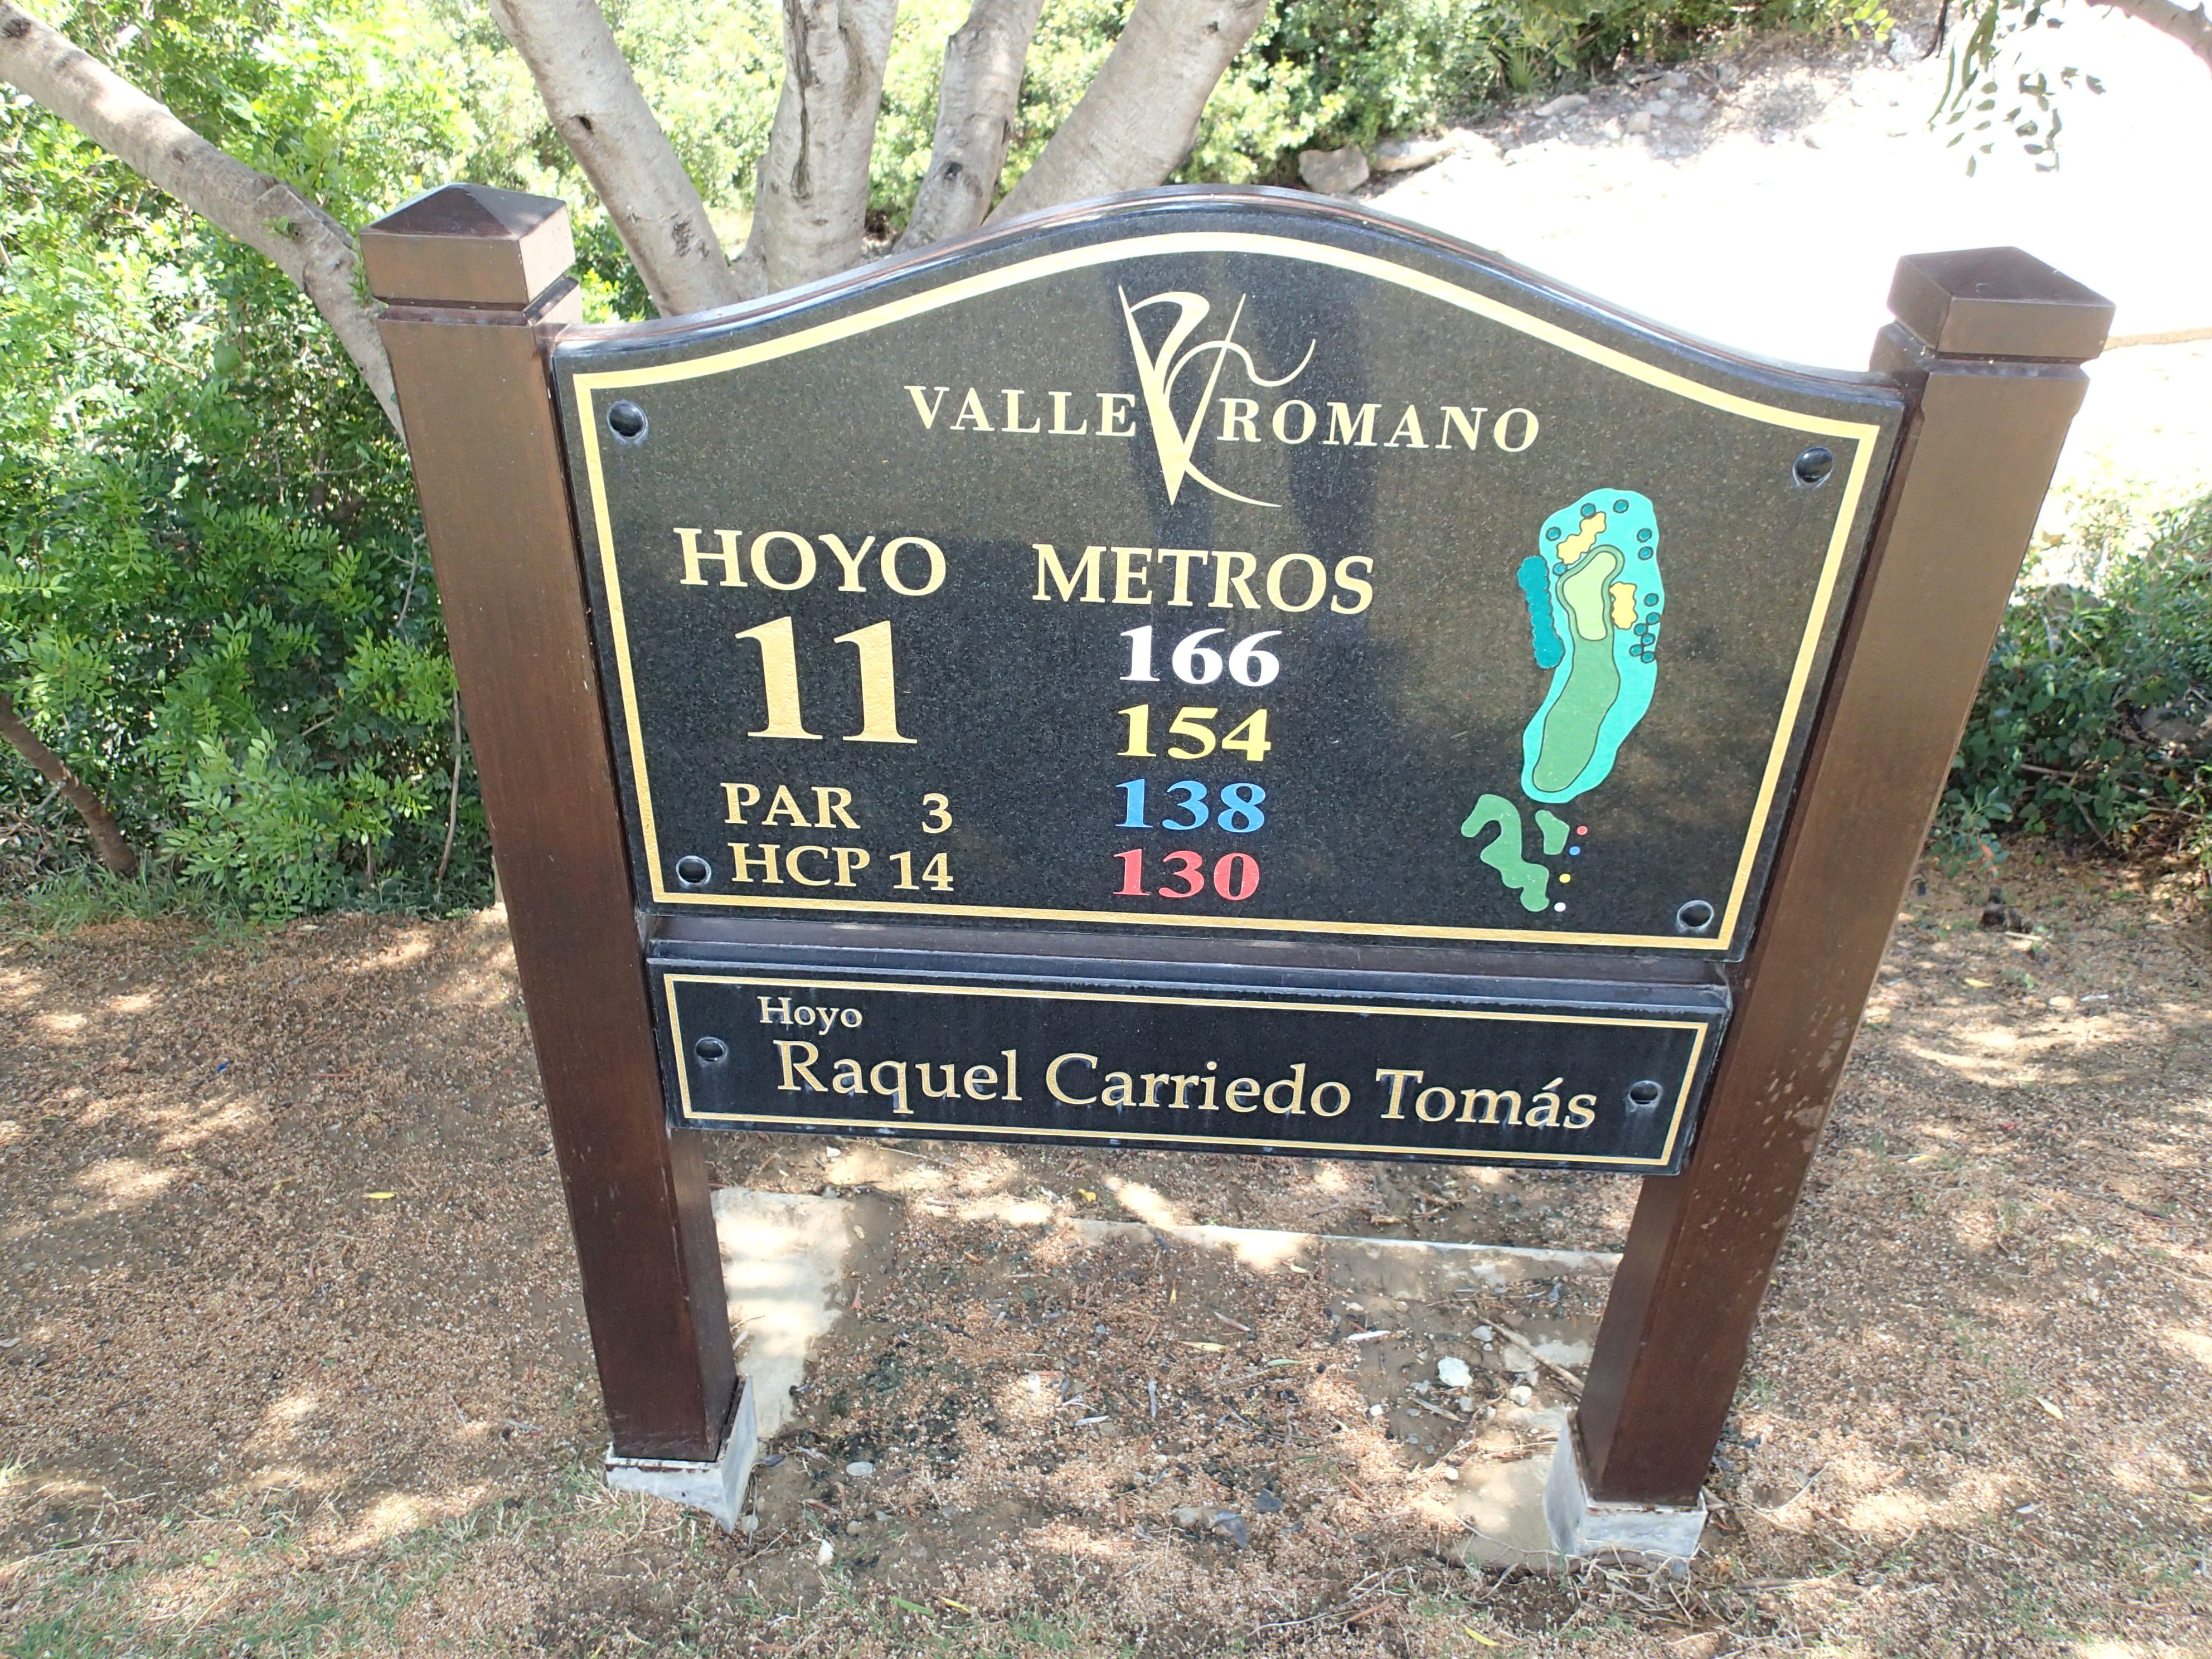 VALLE ROMANO
HOYO METROS
11 166
154
PAR 3 138
HCP 14 130
Hoyo
Raquel Carriedo Tomás